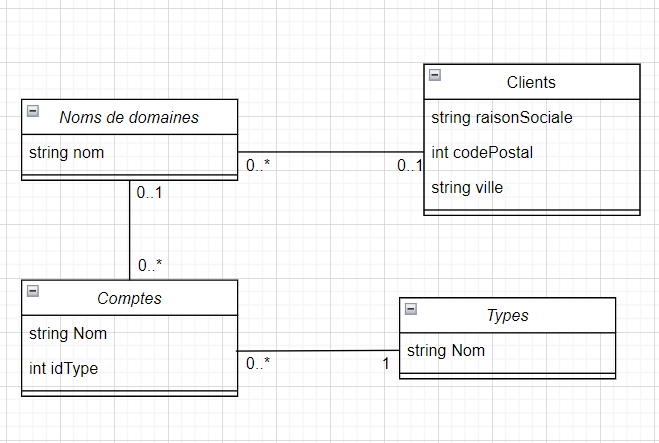 Noms de domaines
string nom
Clients
string raisonSociale
int codePostal
string ville
0..*
0..1
0..1
0..*
Comptes
string Nom
int idType
Types
string Nom
0..*
1